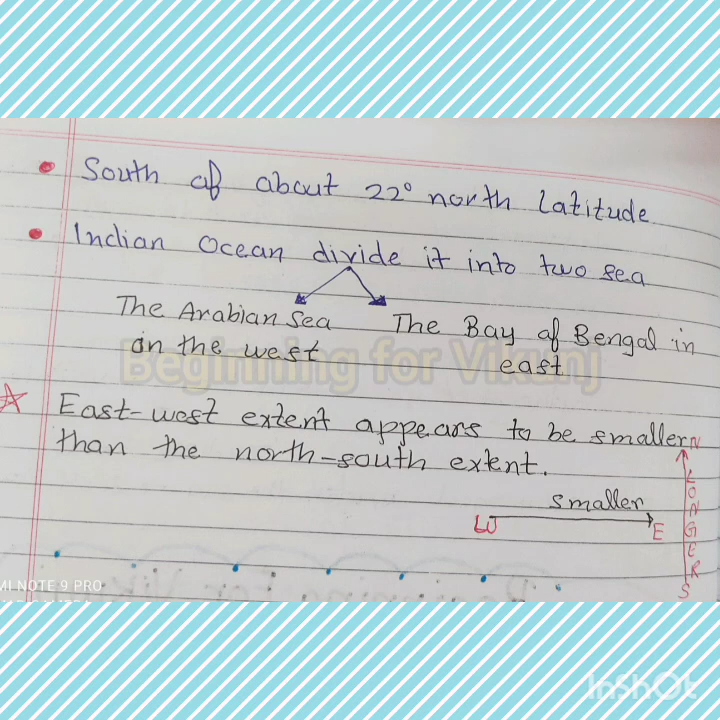 South of about 22° north latitude
Indian Ocean divide it into two sea
The Arabian Sea
in the west
The Bay of Bengal in
east
Beginning for Vikunj
East-west extent appears to be smaller
than the north-south extent.
smaller
W E
N
LONGER
S
MI NOTE 9 PRO
InShOt